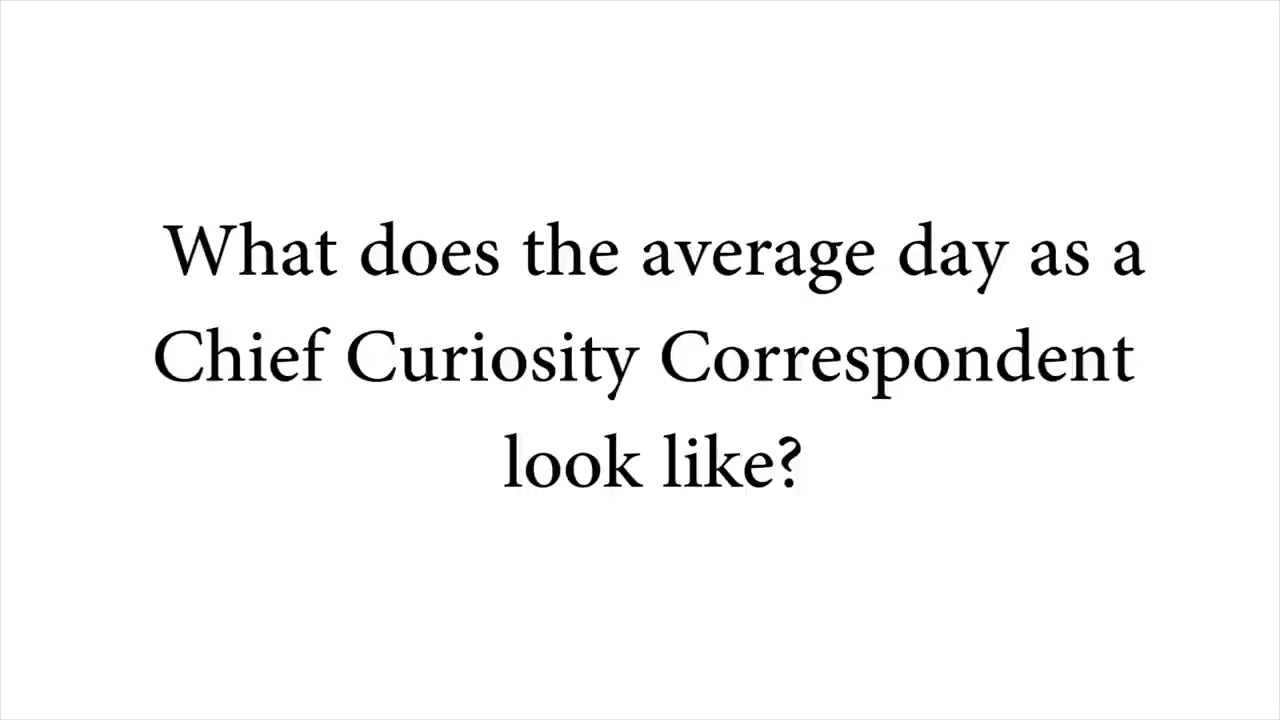 What does the average day as a
Chief Curiosity Correspondent
look like?